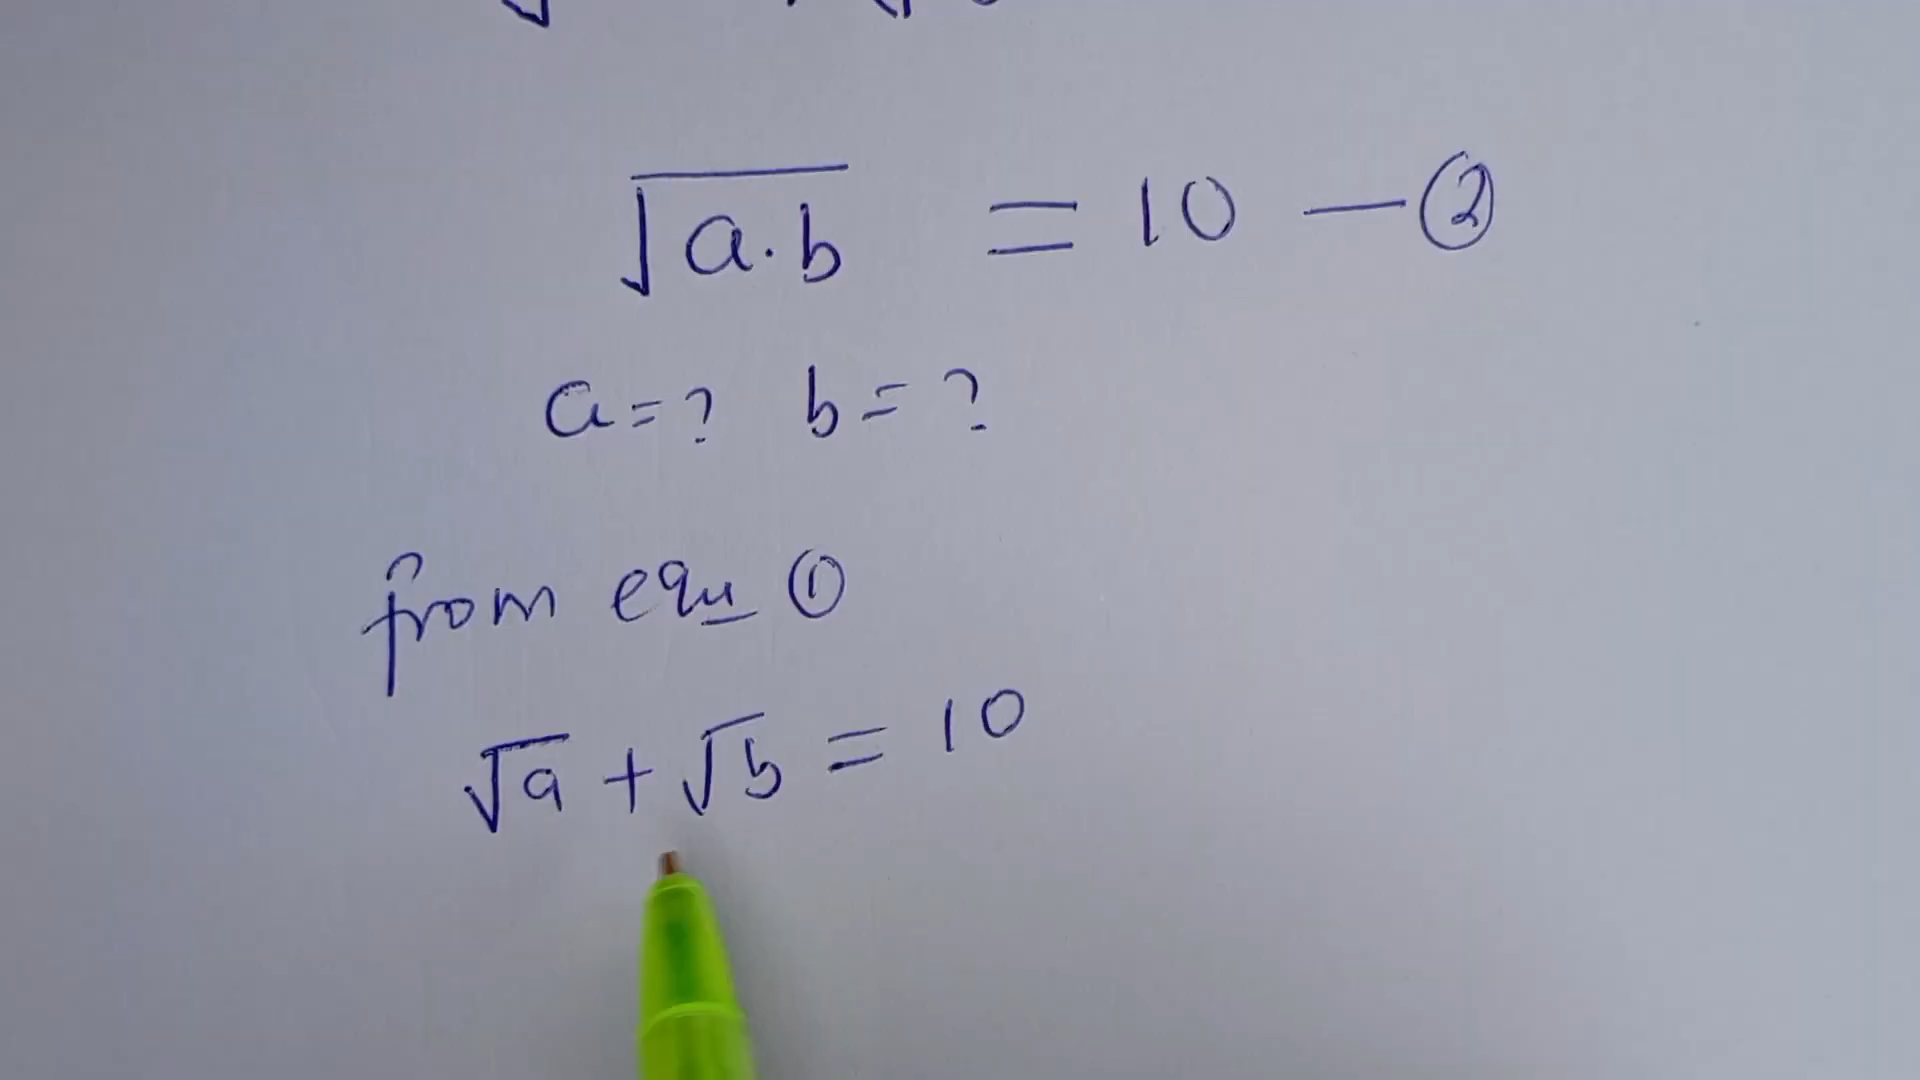 √a.b = 10 — ②
a = ? b = ?
from equ ①
√a + √b = 10